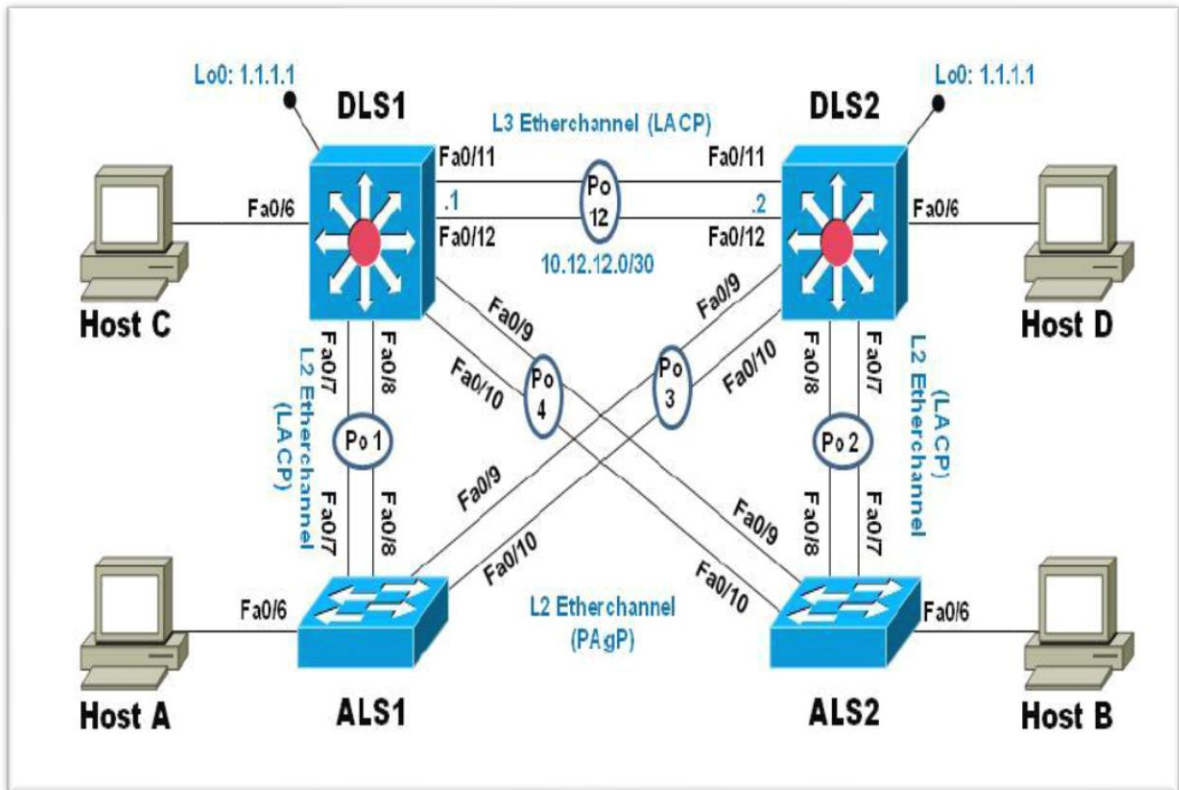 Lo0: 1.1.1.1
Lo0: 1.1.1.1
DLS1
DLS2
L3 Etherchannel (LACP)
Fa0/11
Fa0/11
Po
12
Fa0/6
.1
.2
Fa0/6
Fa0/12
Fa0/12
10.12.12.0/30
Host C
Host D
Fa0/9
Fa0/9
Fa0/10
Fa0/10
Fa0/7
Fa0/8
Fa0/8
Fa0/7
L2 Etherchannel
(LACP)
Po
4
Po
3
L2 Etherchannel
(LACP)
Po 1
Po 2
Fa0/7
Fa0/8
Fa0/9
Fa0/10
Fa0/9
Fa0/10
Fa0/8
Fa0/7
Fa0/6
L2 Etherchannel
(PAgP)
Fa0/6
Host A
ALS1
ALS2
Host B